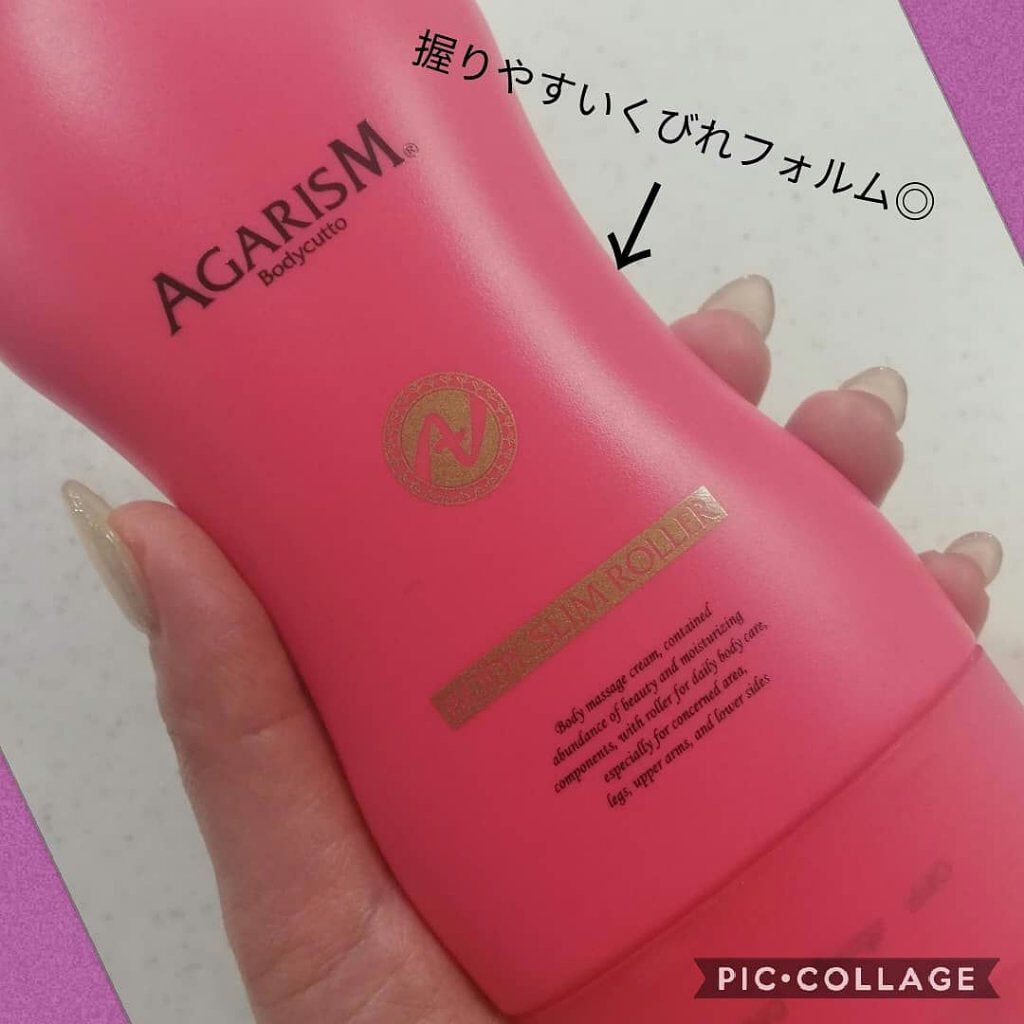 握りやすいくびれフォルム◎
AGARISM®
Bodycutto
BODY SLIM ROLLER
Body massage cream, contained
abundance of beauty and moisturizing
components, with roller for daily body care,
especially for concerned area,
legs, upper arms, and lower sides
PIC•COLLAGE